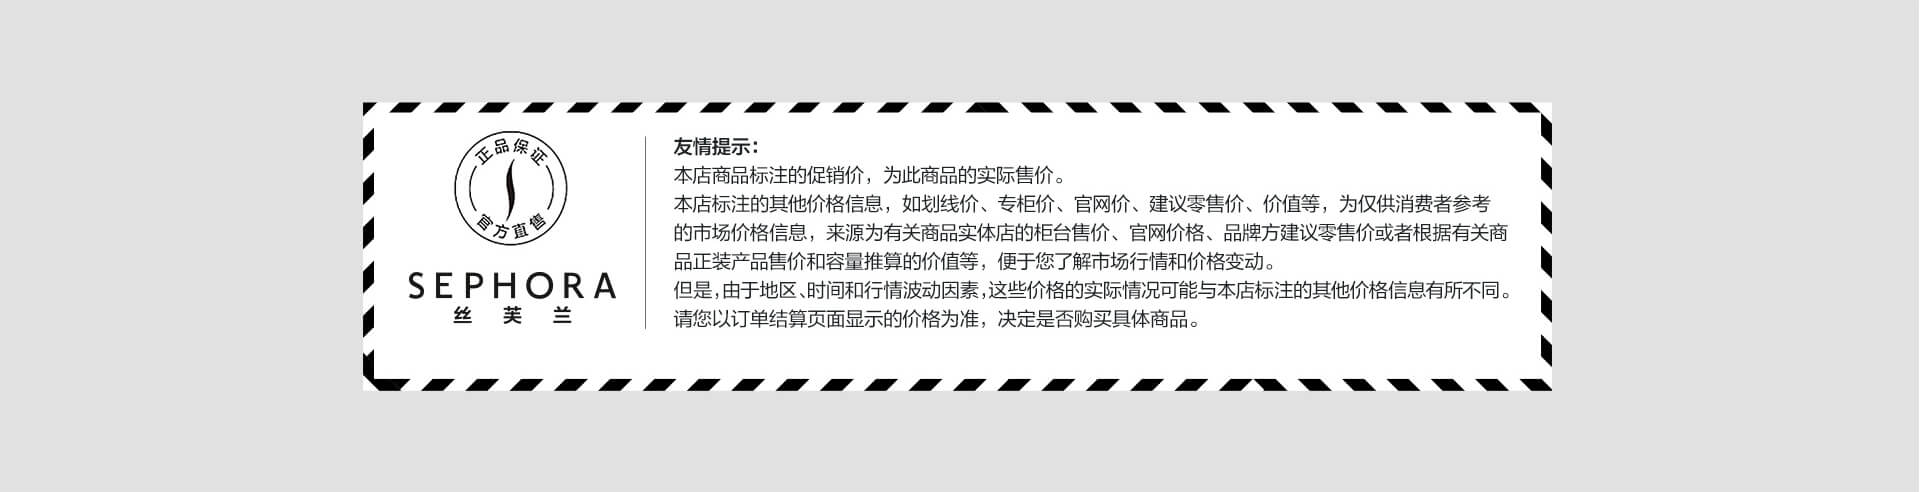 正品保证
官方直售
SEPHORA
丝芙兰
友情提示：
本店商品标注的促销价，为此商品的实际售价。
本店标注的其他价格信息，如划线价、专柜价、官网价、建议零售价、价值等，为仅供消费者参考
的市场价格信息，来源为有关商品实体店的柜台售价、官网价格、品牌方建议零售价或者根据有关商
品正装产品售价和容量推算的价值等，便于您了解市场行情和价格变动。
但是，由于地区、时间和行情波动因素，这些价格的实际情况可能与本店标注的其他价格信息有所不同。
请您以订单结算页面显示的价格为准，决定是否购买具体商品。